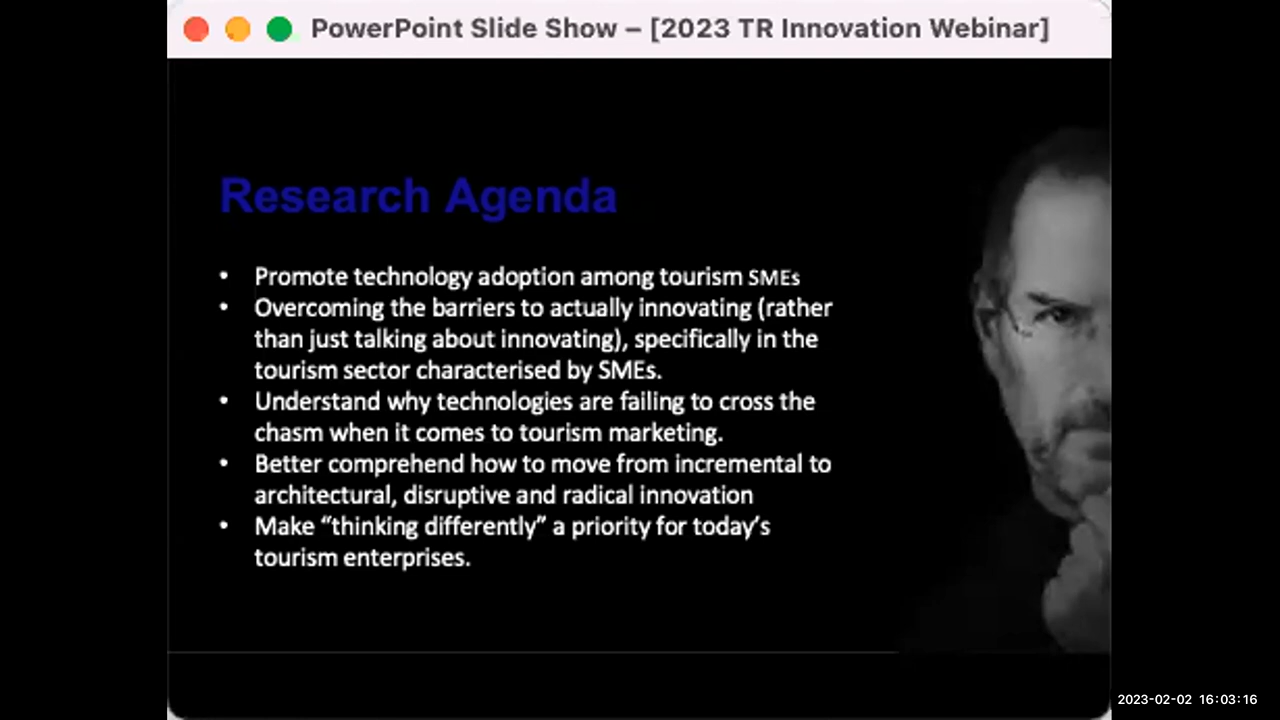 PowerPoint Slide Show – [2023 TR Innovation Webinar]
Research Agenda
• Promote technology adoption among tourism SMEs
• Overcoming the barriers to actually innovating (rather
than just talking about innovating), specifically in the
tourism sector characterised by SMEs.
• Understand why technologies are failing to cross the
chasm when it comes to tourism marketing.
• Better comprehend how to move from incremental to
architectural, disruptive and radical innovation
• Make “thinking differently” a priority for today’s
tourism enterprises.
2023-02-02 16:03:16